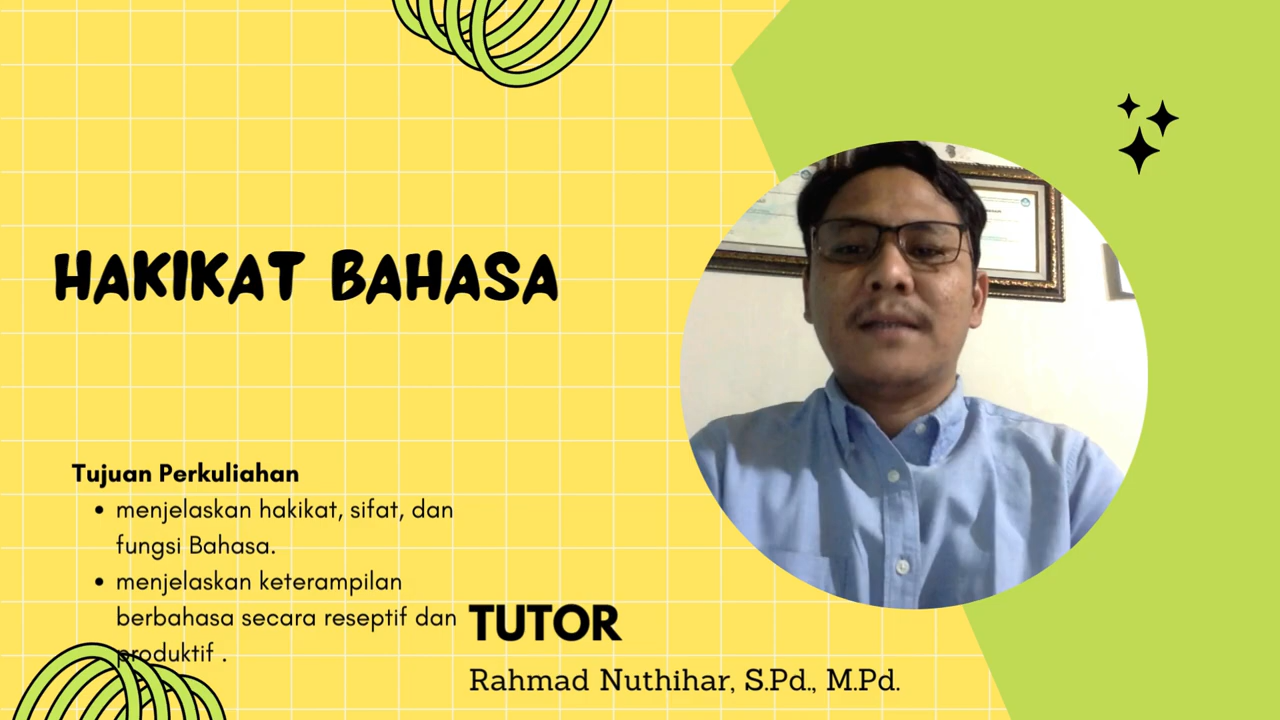 HAKIKAT BAHASA
Tujuan Perkuliahan
• menjelaskan hakikat, sifat, dan
fungsi Bahasa.
• menjelaskan keterampilan
berbahasa secara reseptif dan
produktif .
TUTOR
Rahmad Nuthihar, S.Pd., M.Pd.